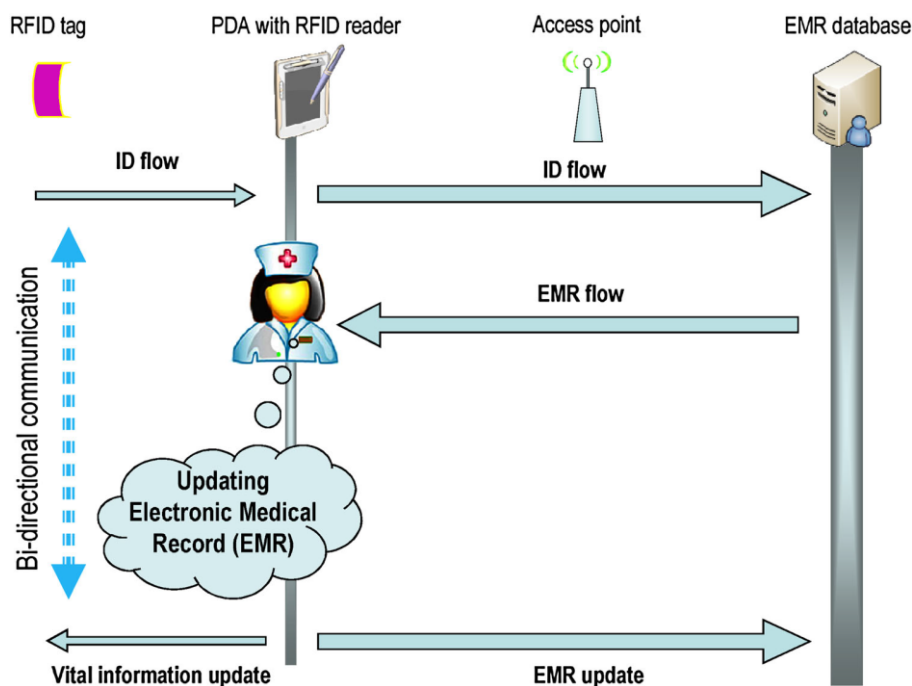 RFID tag
PDA with RFID reader
Access point
EMR database
ID flow
ID flow
EMR flow
Bi-directional communication
Updating
Electronic Medical
Record (EMR)
Vital information update
EMR update